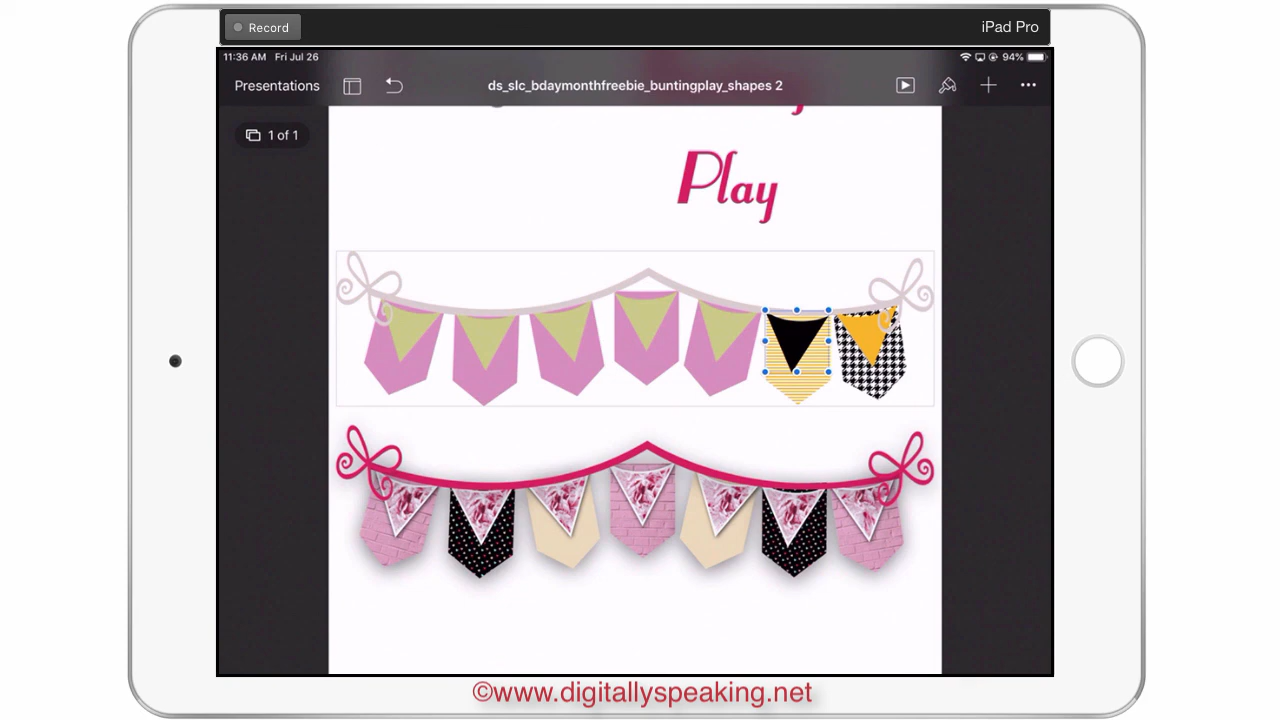 Record
iPad Pro
11:36 AM Fri Jul 26
94%
Presentations
ds_slc_bdaymonthfreebie_buntingplay_shapes 2
1 of 1
Play
©www.digitallyspeaking.net